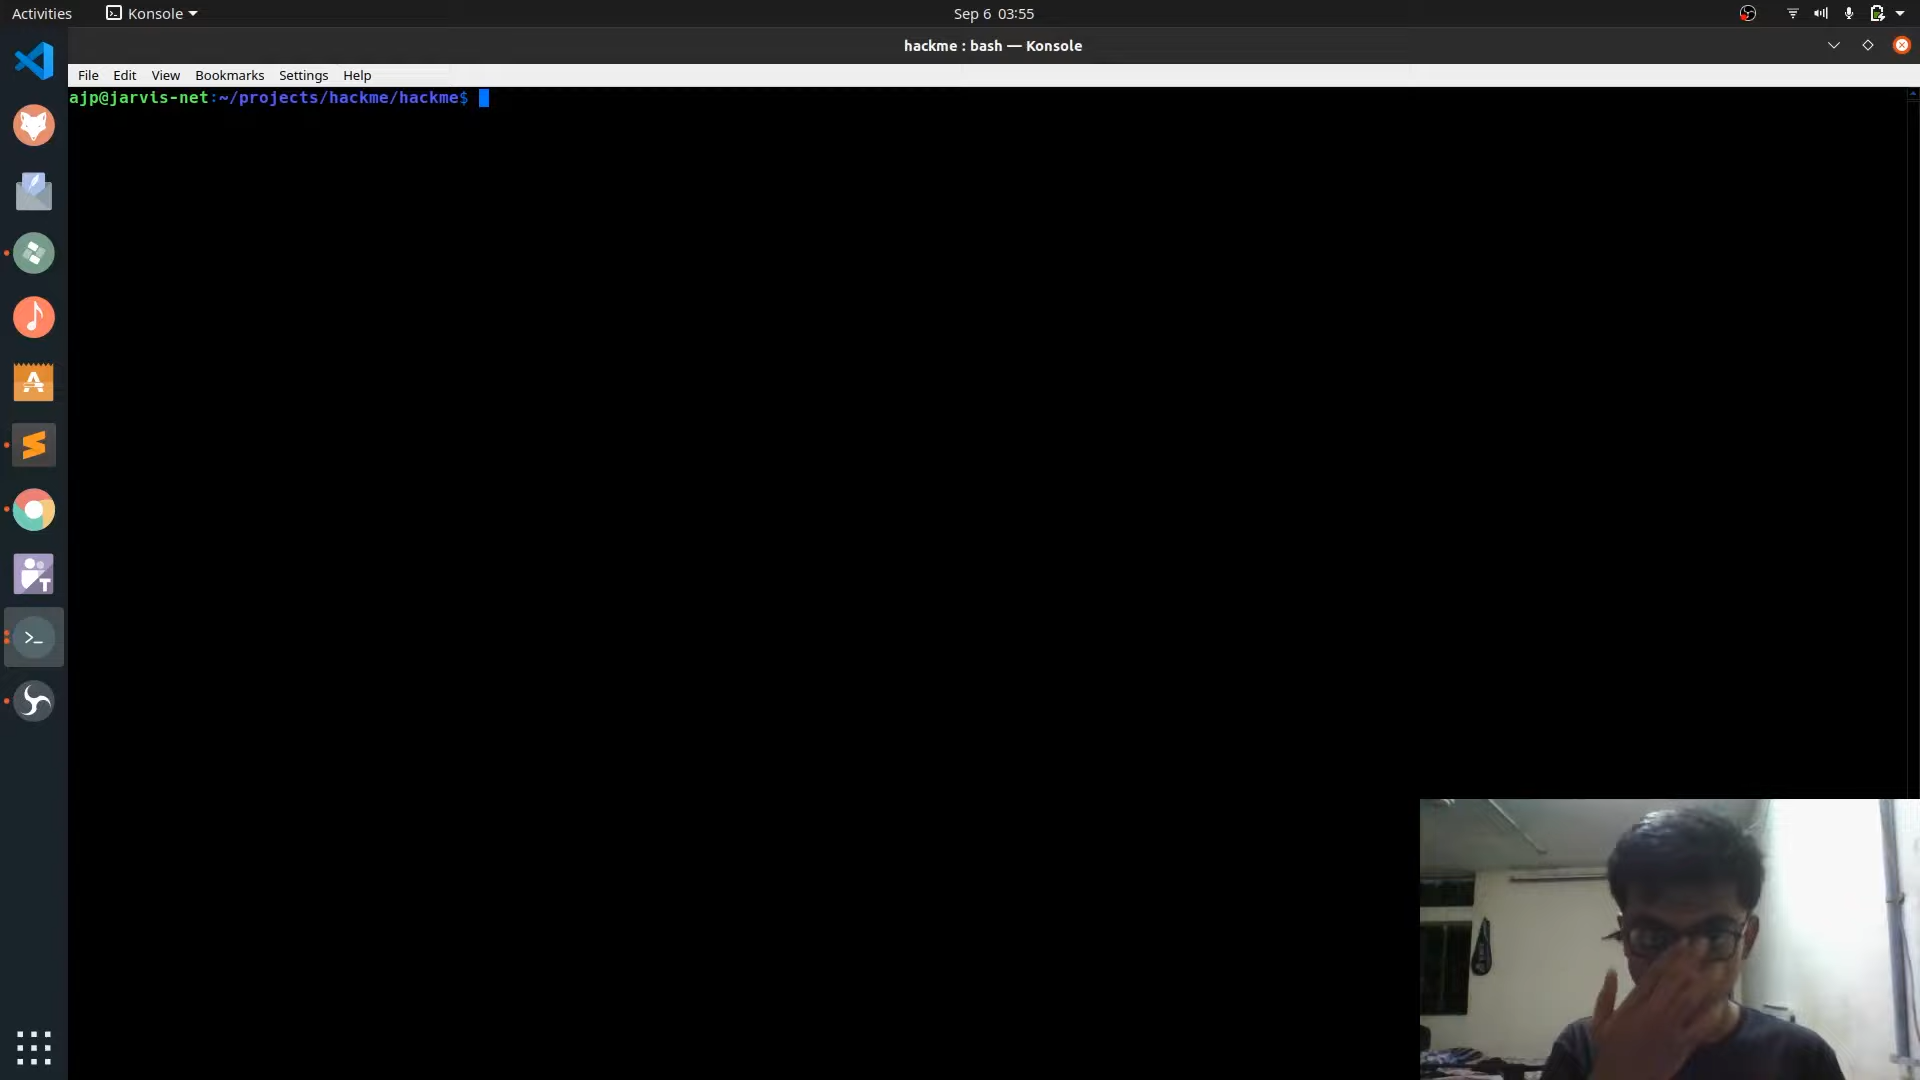 Activities Konsole Sep 6 03:55
hackme : bash — Konsole
File Edit View Bookmarks Settings Help
ajp@jarvis-net:~/projects/hackme/hackme$